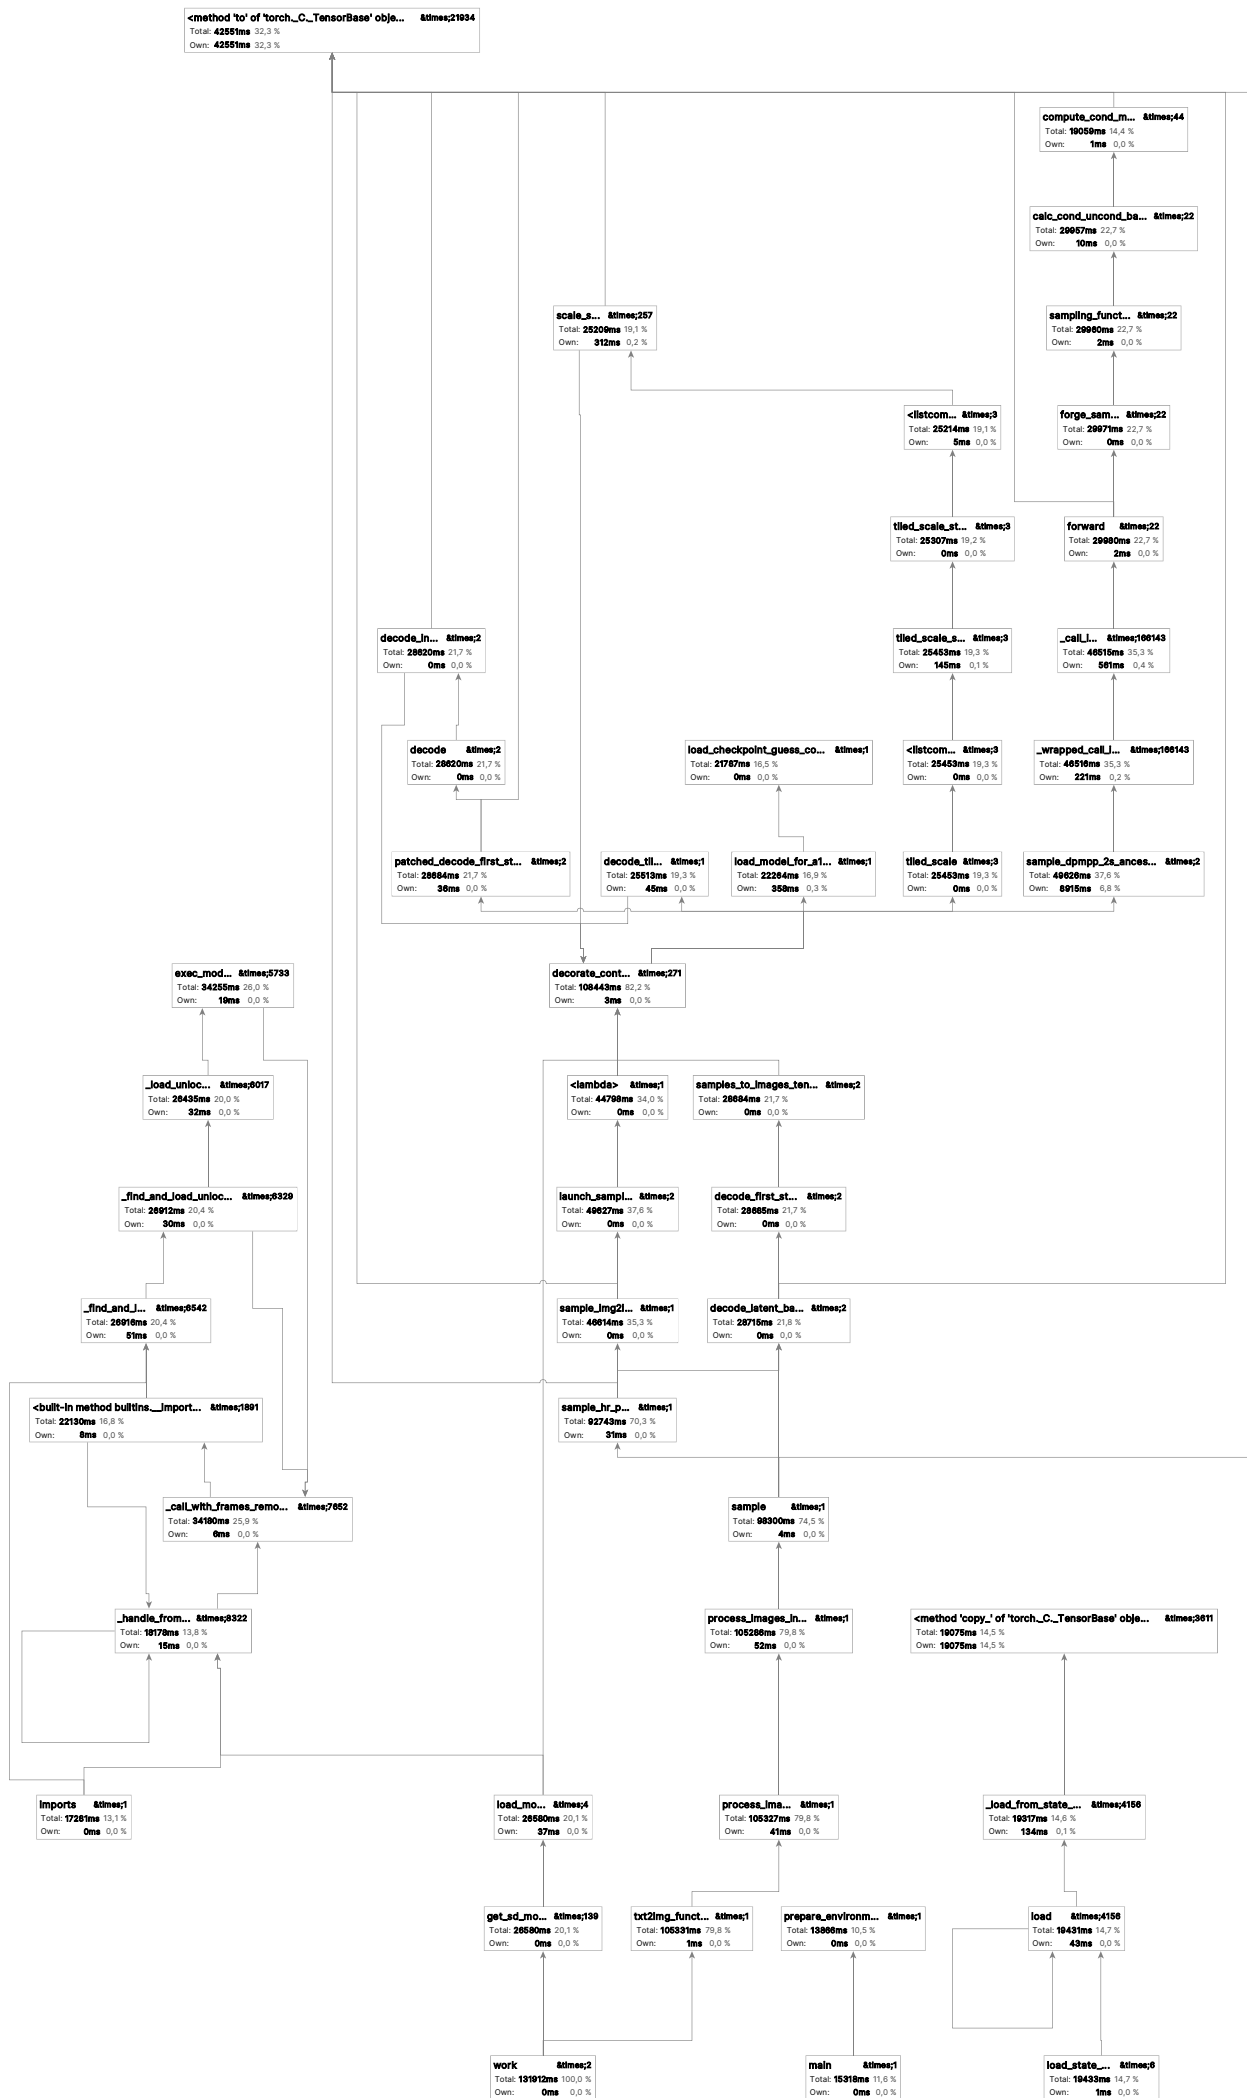 <method 'to' of 'torch._C._TensorBase' obje... &times;21934
Total: 42551ms 32,3 %
Own: 42551ms 32,3 %
compute_cond_m... &times;44
Total: 19059ms 14,4 %
Own: 1ms 0,0 %
calc_cond_uncond_ba... &times;22
Total: 29957ms 22,7 %
Own: 10ms 0,0 %
scale_s... &times;257
Total: 25209ms 19,1 %
Own: 312ms 0,2 %
sampling_funct... &times;22
Total: 29960ms 22,7 %
Own: 2ms 0,0 %
<listcom... &times;3
Total: 25214ms 19,1 %
Own: 5ms 0,0 %
forge_sam... &times;22
Total: 29971ms 22,7 %
Own: 0ms 0,0 %
tiled_scale_st... &times;3
Total: 25307ms 19,2 %
Own: 0ms 0,0 %
forward &times;22
Total: 29980ms 22,7 %
Own: 2ms 0,0 %
decode_in... &times;2
Total: 28620ms 21,7 %
Own: 0ms 0,0 %
tiled_scale_s... &times;3
Total: 25453ms 19,3 %
Own: 145ms 0,1 %
_call_i... &times;166143
Total: 46515ms 35,3 %
Own: 561ms 0,4 %
decode &times;2
Total: 28620ms 21,7 %
Own: 0ms 0,0 %
load_checkpoint_guess_co... &times;1
Total: 21787ms 16,5 %
Own: 0ms 0,0 %
<listcom... &times;3
Total: 25453ms 19,3 %
Own: 0ms 0,0 %
_wrapped_call_i... &times;166143
Total: 46516ms 35,3 %
Own: 221ms 0,2 %
patched_decode_first_st... &times;2
Total: 28684ms 21,7 %
Own: 36ms 0,0 %
decode_til... &times;1
Total: 25513ms 19,3 %
Own: 45ms 0,0 %
load_model_for_a1... &times;1
Total: 22264ms 16,9 %
Own: 358ms 0,3 %
tiled_scale &times;3
Total: 25453ms 19,3 %
Own: 0ms 0,0 %
sample_dpmpp_2s_ances... &times;2
Total: 49626ms 37,6 %
Own: 8915ms 6,8 %
exec_mod... &times;5733
Total: 34255ms 26,0 %
Own: 19ms 0,0 %
decorate_cont... &times;271
Total: 108443ms 82,2 %
Own: 3ms 0,0 %
_load_unloc... &times;6017
Total: 26435ms 20,0 %
Own: 32ms 0,0 %
<lambda> &times;1
Total: 44798ms 34,0 %
Own: 0ms 0,0 %
samples_to_images_ten... &times;2
Total: 28684ms 21,7 %
Own: 0ms 0,0 %
_find_and_load_unloc... &times;6329
Total: 26912ms 20,4 %
Own: 30ms 0,0 %
launch_sampl... &times;2
Total: 49627ms 37,6 %
Own: 0ms 0,0 %
decode_first_st... &times;2
Total: 28685ms 21,7 %
Own: 0ms 0,0 %
_find_and_l... &times;6542
Total: 26916ms 20,4 %
Own: 51ms 0,0 %
sample_img2i... &times;1
Total: 46614ms 35,3 %
Own: 0ms 0,0 %
decode_latent_ba... &times;2
Total: 28715ms 21,8 %
Own: 0ms 0,0 %
<built-in method builtins.__import... &times;1891
Total: 22130ms 16,8 %
Own: 8ms 0,0 %
sample_hr_p... &times;1
Total: 92743ms 70,3 %
Own: 31ms 0,0 %
_call_with_frames_remo... &times;7652
Total: 34180ms 25,9 %
Own: 6ms 0,0 %
sample &times;1
Total: 98300ms 74,5 %
Own: 4ms 0,0 %
_handle_from... &times;8322
Total: 18178ms 13,8 %
Own: 15ms 0,0 %
process_images_in... &times;1
Total: 105286ms 79,8 %
Own: 52ms 0,0 %
<method 'copy_' of 'torch._C._TensorBase' obje... &times;3611
Total: 19075ms 14,5 %
Own: 19075ms 14,5 %
imports &times;1
Total: 17261ms 13,1 %
Own: 0ms 0,0 %
load_mo... &times;4
Total: 26580ms 20,1 %
Own: 37ms 0,0 %
process_ima... &times;1
Total: 105327ms 79,8 %
Own: 41ms 0,0 %
_load_from_state_... &times;4156
Total: 19317ms 14,6 %
Own: 134ms 0,1 %
get_sd_mo... &times;139
Total: 26580ms 20,1 %
Own: 0ms 0,0 %
txt2img_funct... &times;1
Total: 105331ms 79,8 %
Own: 1ms 0,0 %
prepare_environm... &times;1
Total: 13866ms 10,5 %
Own: 0ms 0,0 %
load &times;4156
Total: 19431ms 14,7 %
Own: 43ms 0,0 %
work &times;2
Total: 131912ms 100,0 %
Own: 0ms 0,0 %
main &times;1
Total: 15318ms 11,6 %
Own: 0ms 0,0 %
load_state_... &times;6
Total: 19433ms 14,7 %
Own: 1ms 0,0 %